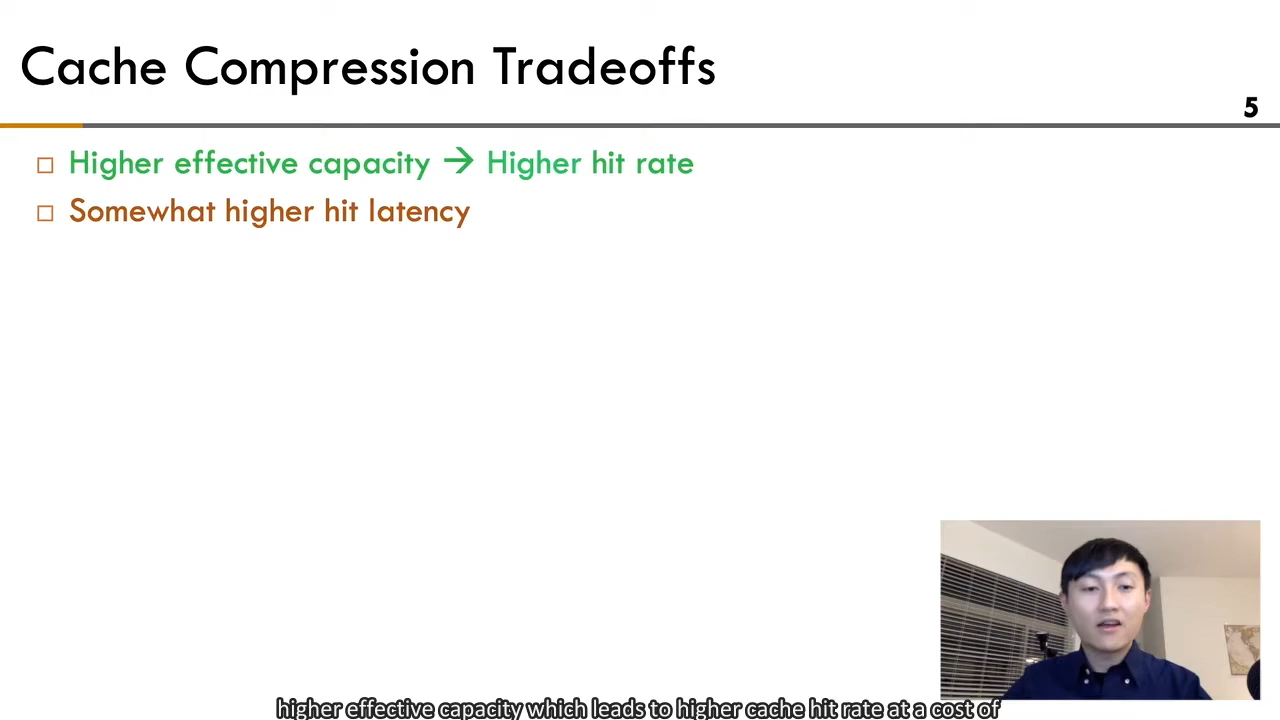 Cache Compression Tradeoffs
5
Higher effective capacity → Higher hit rate
Somewhat higher hit latency
higher effective capacity which leads to higher cache hit rate at a cost of